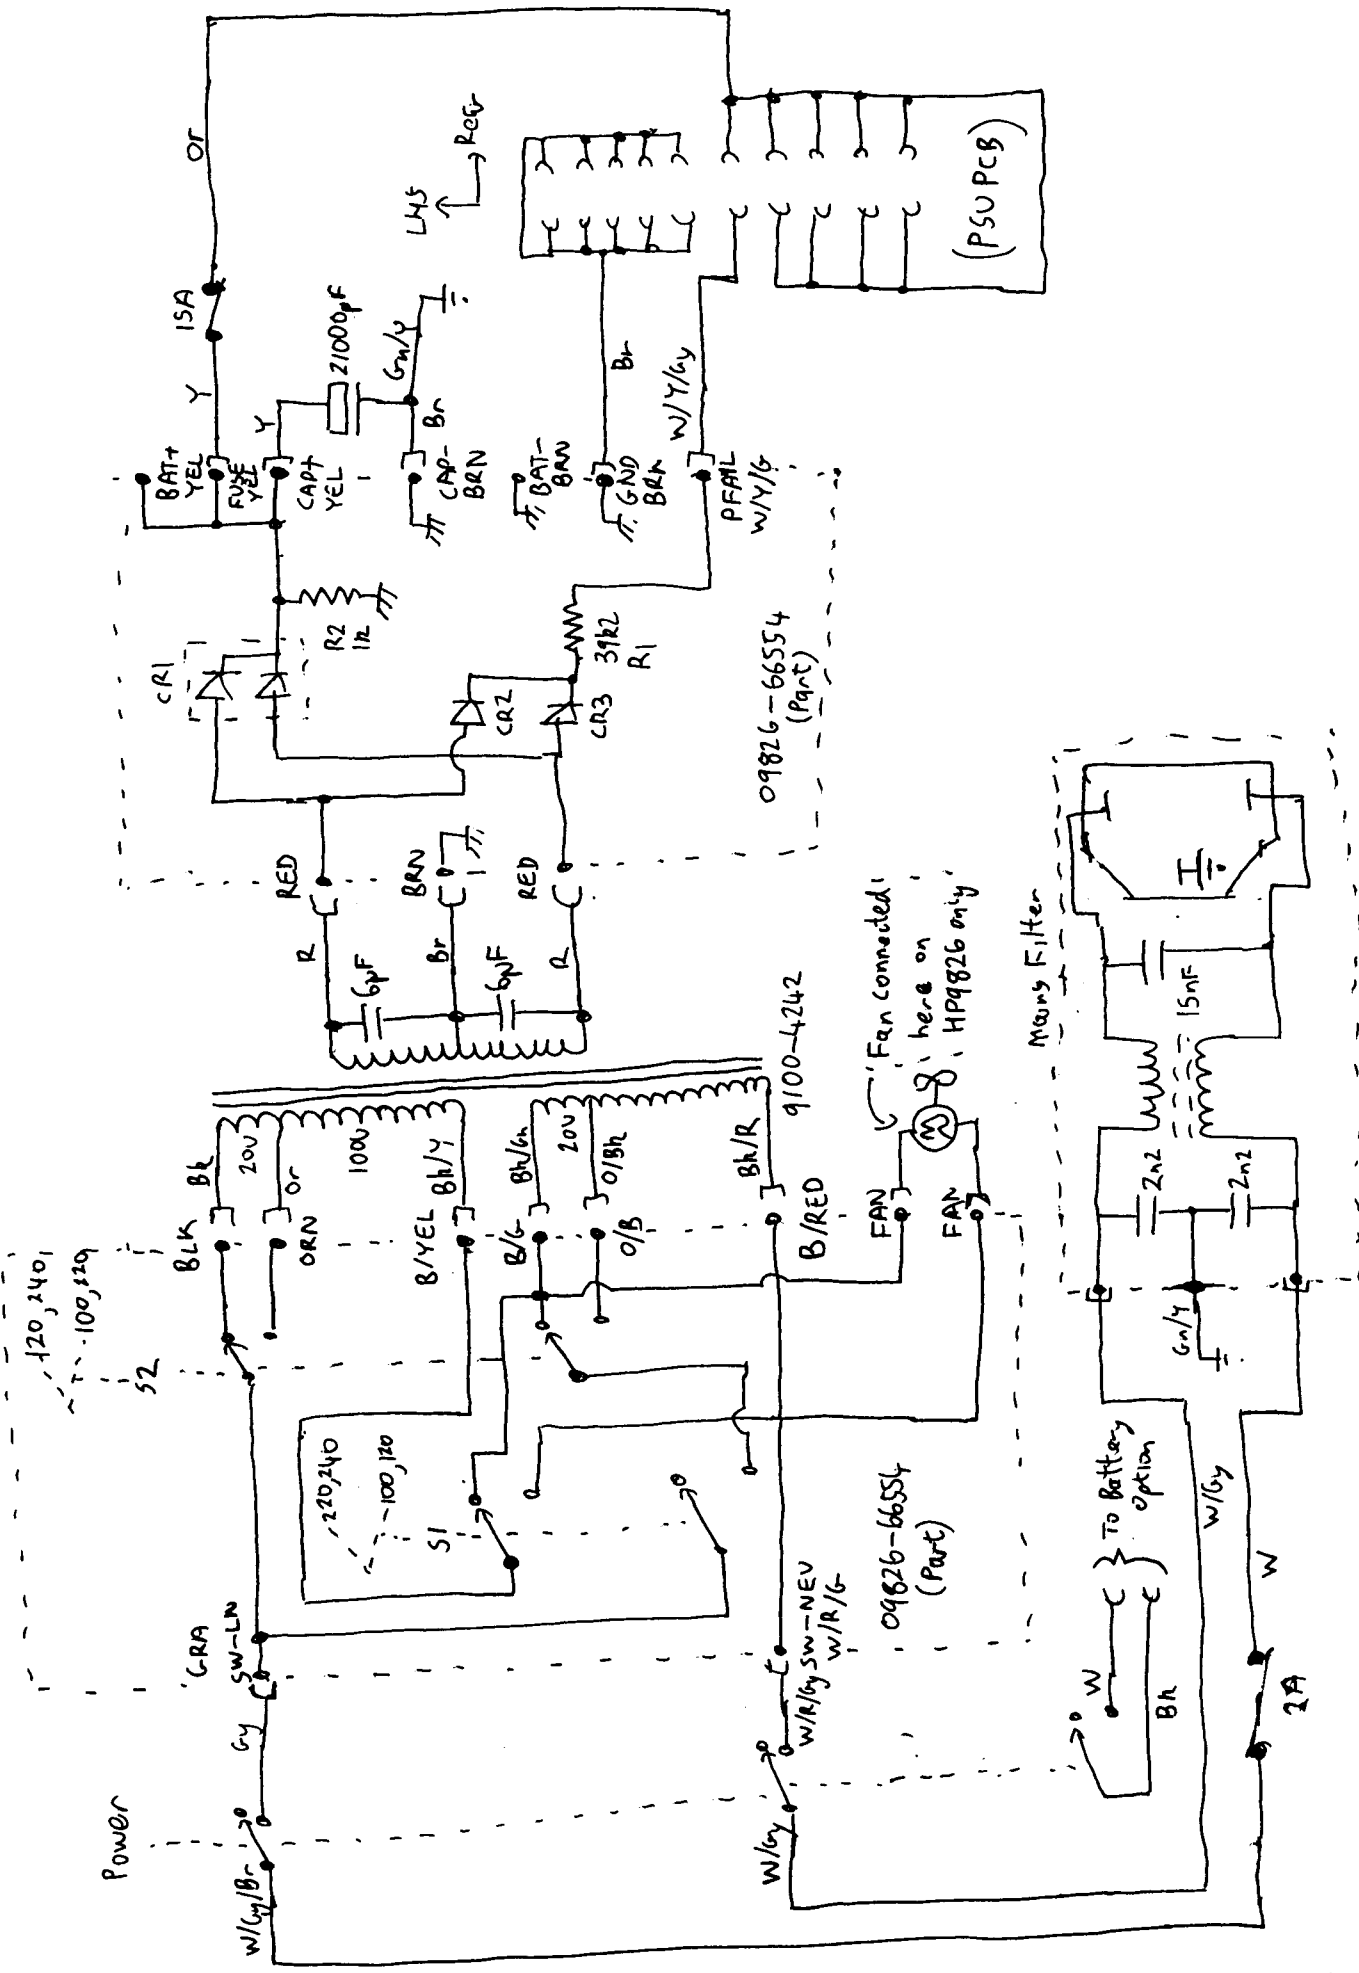 Power
W/Gy/Br
Gy
GRA
SW-LN
120, 240,
100, 220
S2
BLK
Bk
20V
ORN
Or
100V
B/YEL
Bk/Y
B/G
Bk/Gn
20V
O/B
O/Bk
B/RED
Bk/R
9100-4242
220, 240
100, 120
S1
W/Gy
W/R/Gy
SW-NEU
W/R/G
09826-66554
(Part)
FAN
FAN
Fan Connected
here on
HP9826 only
R
6µF
Br
6µF
R
RED
BRN
RED
CR1
R2
1k
CR2
CR3
39k2
R1
09826-66554
(Part)
BAT+
YEL
FUSE
YEL
CAP+
YEL
CAP-
BRN
BAT-
BRN
GND
BRN
PFAIL
W/Y/G
Y
15A
Or
Y
21000µF
Gn/Y
Br
Br
W/Y/Gy
LHS
Rear
(PSU PCB)
Mains Filter
15nF
2n2
2n2
Gn/Y
To Battery
Option
W
Bk
W/Gy
W
2A